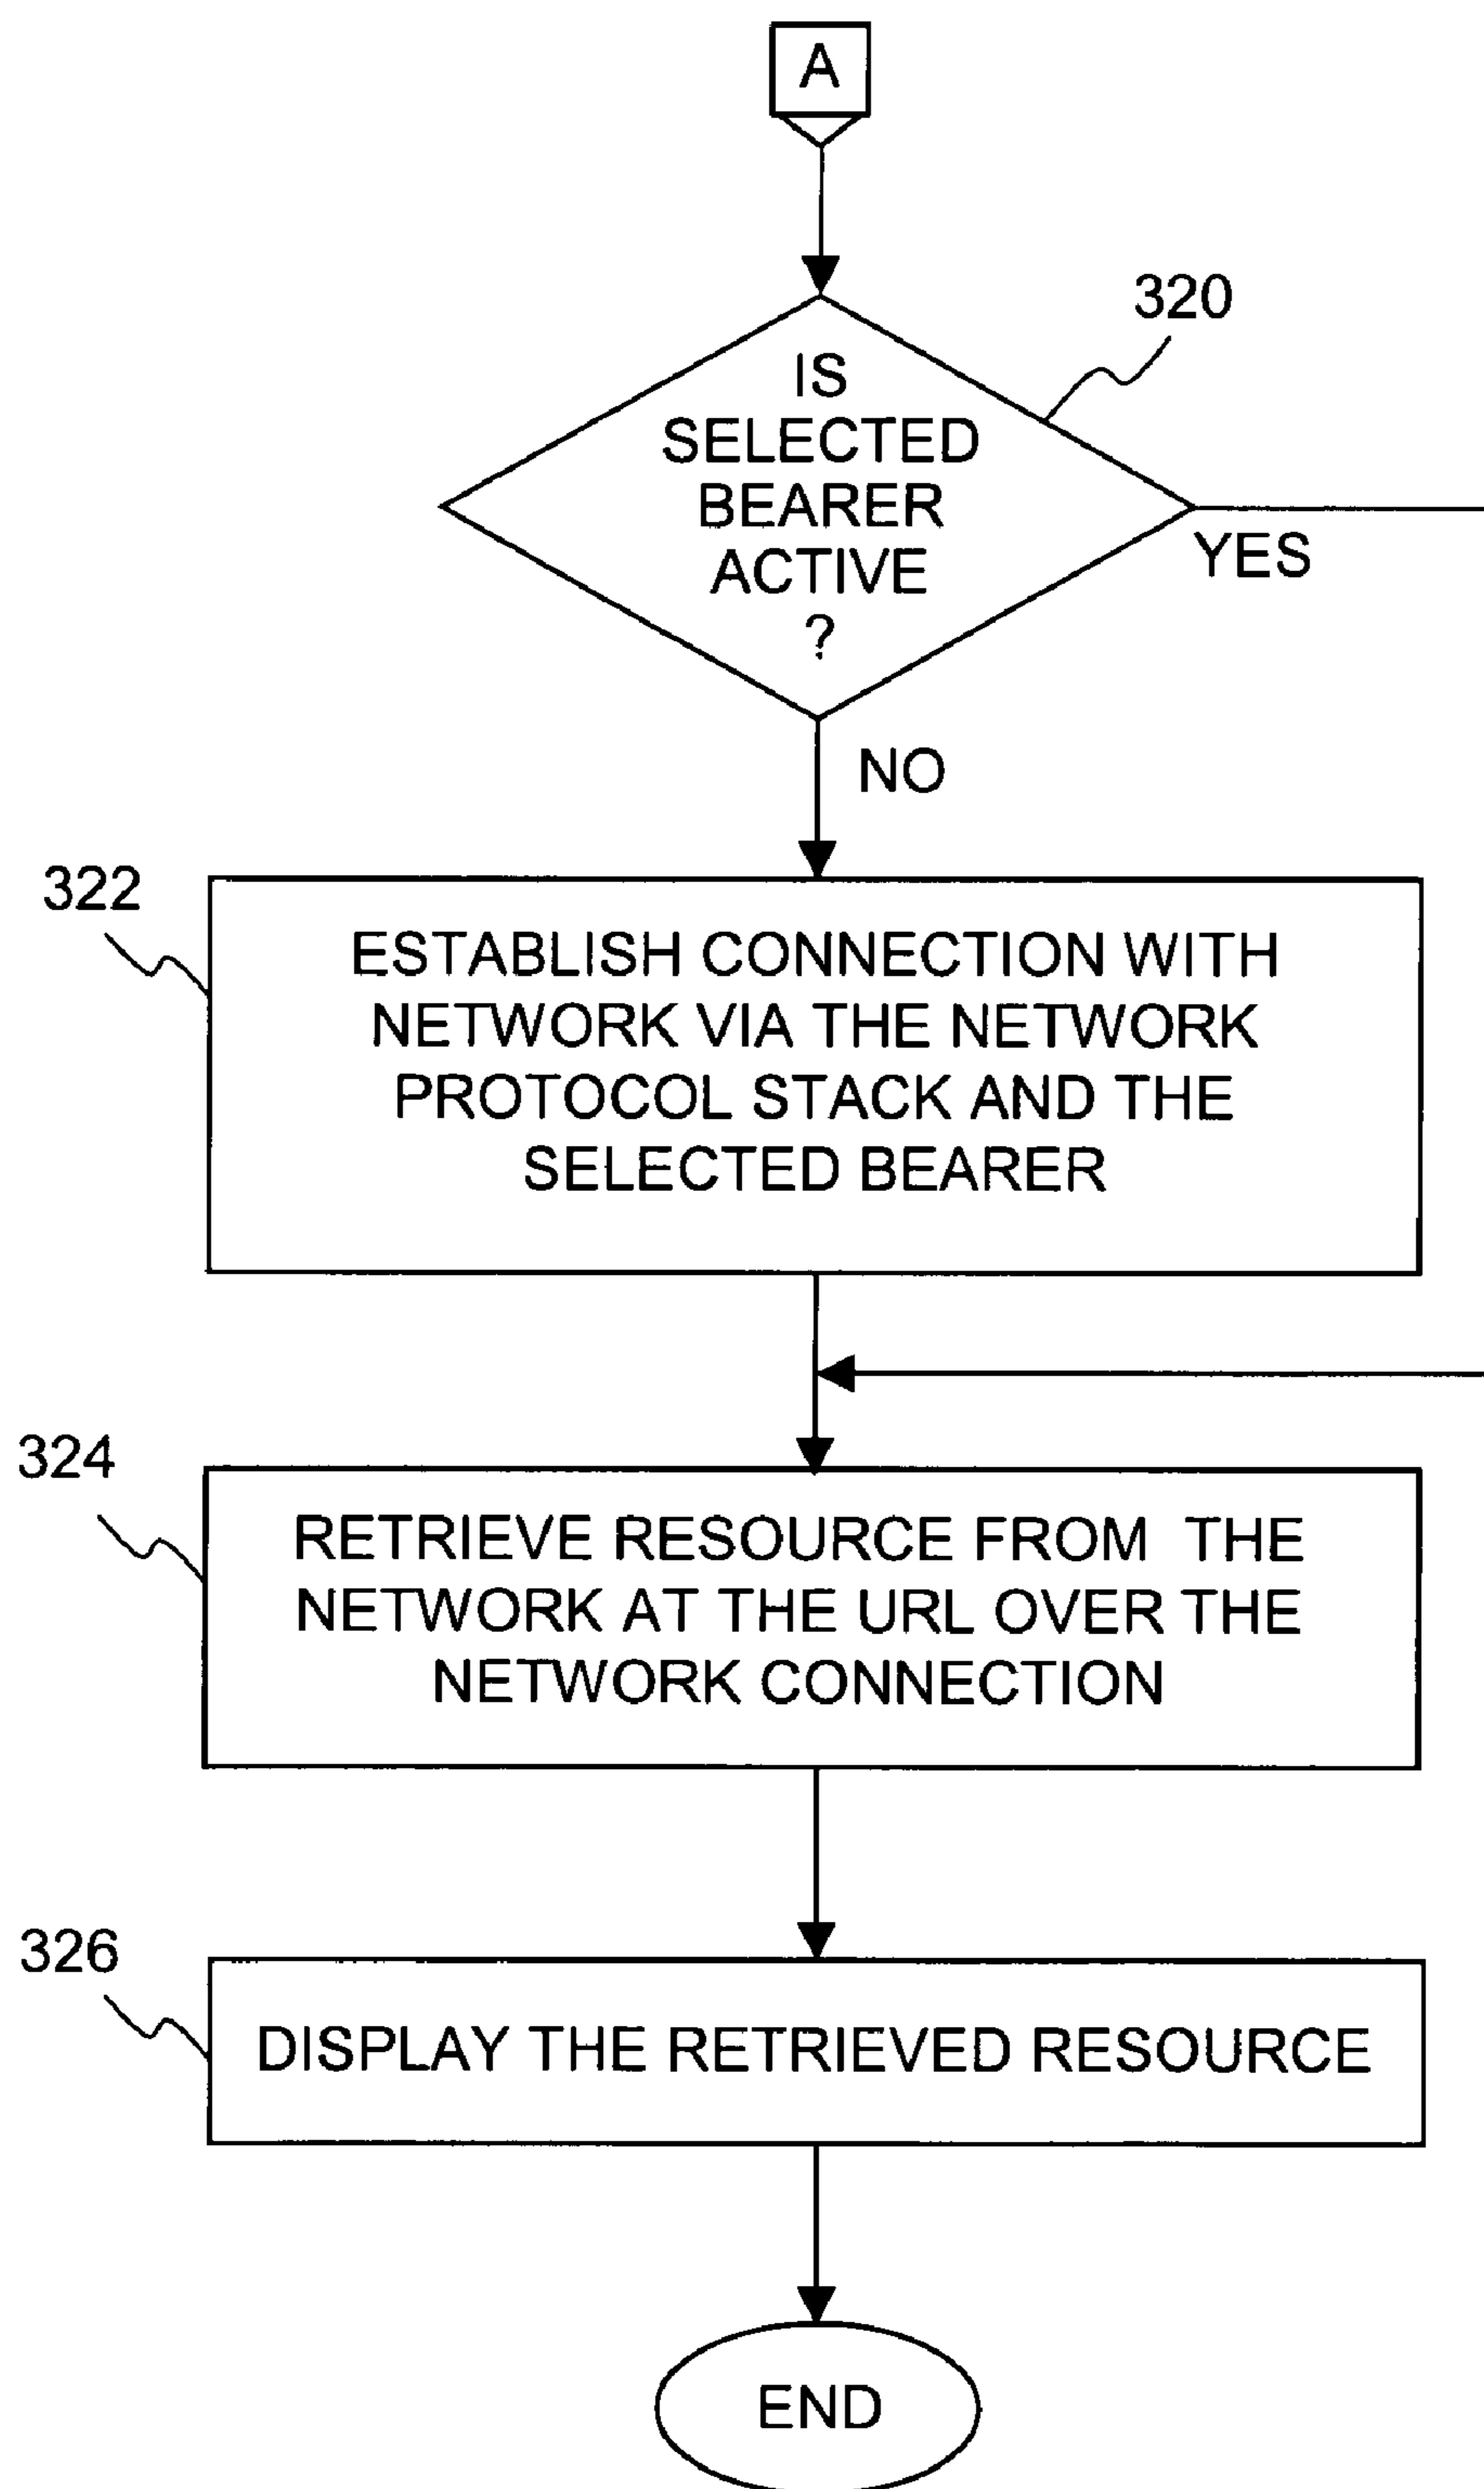 A
320
IS
SELECTED
BEARER
ACTIVE
?
YES
NO
322
ESTABLISH CONNECTION WITH
NETWORK VIA THE NETWORK
PROTOCOL STACK AND THE
SELECTED BEARER
324
RETRIEVE RESOURCE FROM THE
NETWORK AT THE URL OVER THE
NETWORK CONNECTION
326
DISPLAY THE RETRIEVED RESOURCE
END